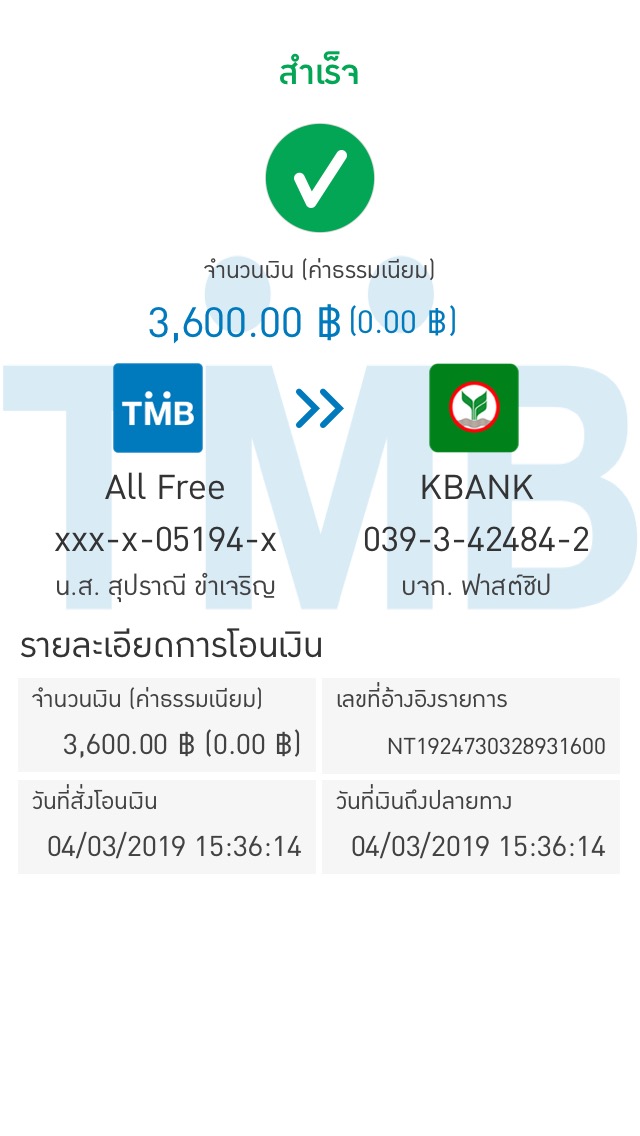 สำเร็จ
จำนวนเงิน (ค่าธรรมเนียม)
3,600.00 ฿ (0.00 ฿)
TMB
TMB
All Free
KBANK
xxx-x-05194-x
039-3-42484-2
น.ส. สุปราณี ขำเจริญ
บจก. ฟาสต์ชิป
รายละเอียดการโอนเงิน
จำนวนเงิน (ค่าธรรมเนียม)
เลขที่อ้างอิงรายการ
3,600.00 ฿ (0.00 ฿)
NT1924730328931600
วันที่สั่งโอนเงิน
วันที่เงินถึงปลายทาง
04/03/2019 15:36:14
04/03/2019 15:36:14